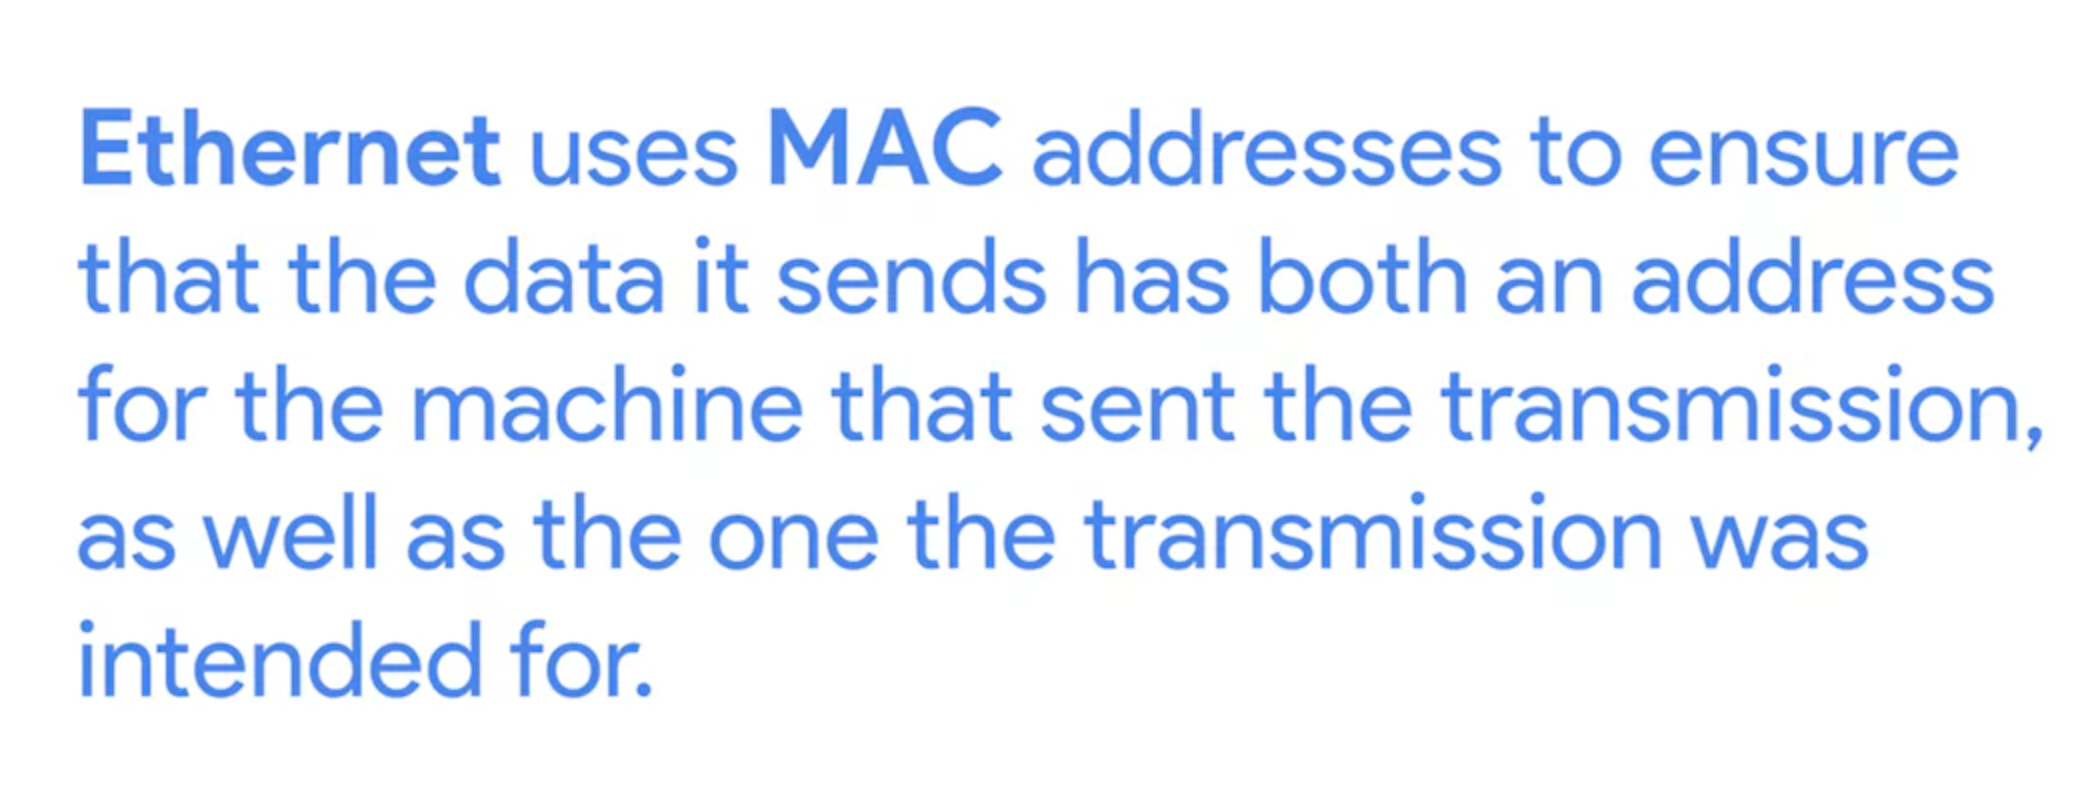 Ethernet uses MAC addresses to ensure
that the data it sends has both an address
for the machine that sent the transmission,
as well as the one the transmission was
intended for.